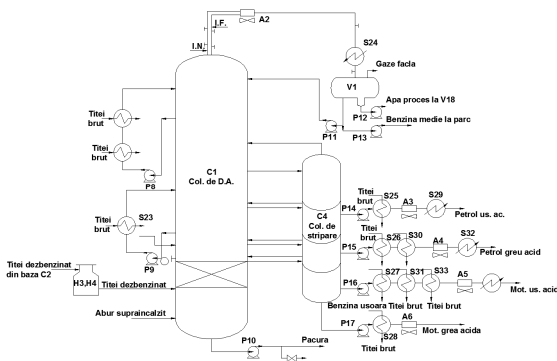 I.F.
A2
I.N.
S24
Gaze facla
V1
Apa proces la V18
P12
Benzina medie la parc
P11
P13
Titei
brut
Titei
brut
P8
C1
Col. de D.A.
C4
Col. de
stripare
Titei
brut
S25
S29
P14
A3
Petrol us. ac.
Titei
brut
S23
Titei
brut
S26
S30
S32
P15
A4
Petrol greu acid
P9
Titei dezbenzinat
din baza C2
H3,H4
Titei dezbenzinat
S27
S31
S33
P16
A5
Mot. us. acid
Benzina usoara
Titei brut
Titei brut
Abur supraincalzit
P17
A6
Mot. grea acida
S28
Titei brut
P10
Pacura